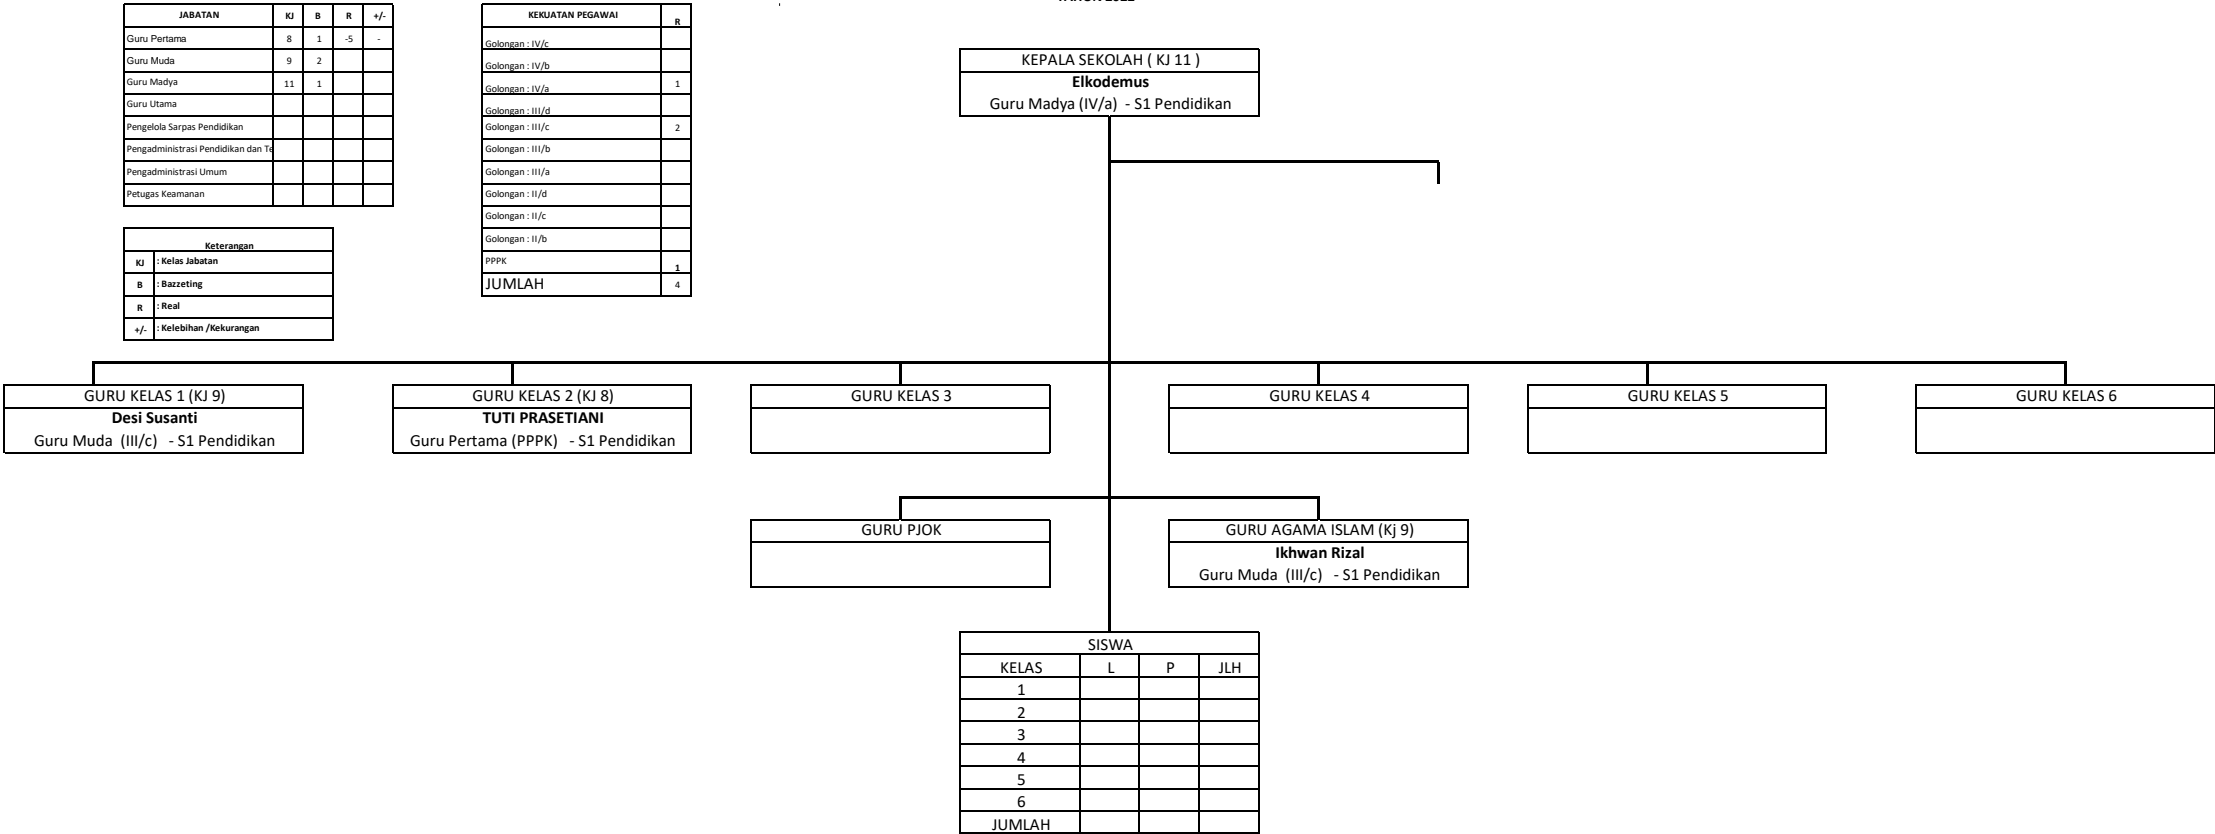 JABATAN KJ B R +/-
Guru Pertama 8 1 -5 -
Guru Muda 9 2
Guru Madya 11 1
Guru Utama
Pengelola Sarpas Pendidikan
Pengadministrasi Pendidikan dan Te
Pengadministrasi Umum
Petugas Keamanan
Keterangan
KJ : Kelas Jabatan
B : Bazzeting
R : Real
+/- : Kelebihan /Kekurangan
KEKUATAN PEGAWAI R
Golongan : IV/c
Golongan : IV/b
Golongan : IV/a 1
Golongan : III/d
Golongan : III/c 2
Golongan : III/b
Golongan : III/a
Golongan : II/d
Golongan : II/c
Golongan : II/b
PPPK 1
JUMLAH 4
KEPALA SEKOLAH ( KJ 11 )
Elkodemus
Guru Madya (IV/a) - S1 Pendidikan
GURU KELAS 1 (KJ 9)
Desi Susanti
Guru Muda (III/c) - S1 Pendidikan
GURU KELAS 2 (KJ 8)
TUTI PRASETIANI
Guru Pertama (PPPK) - S1 Pendidikan
GURU KELAS 3
GURU KELAS 4
GURU KELAS 5
GURU KELAS 6
GURU PJOK
GURU AGAMA ISLAM (Kj 9)
Ikhwan Rizal
Guru Muda (III/c) - S1 Pendidikan
SISWA
KELAS L P JLH
1
2
3
4
5
6
JUMLAH